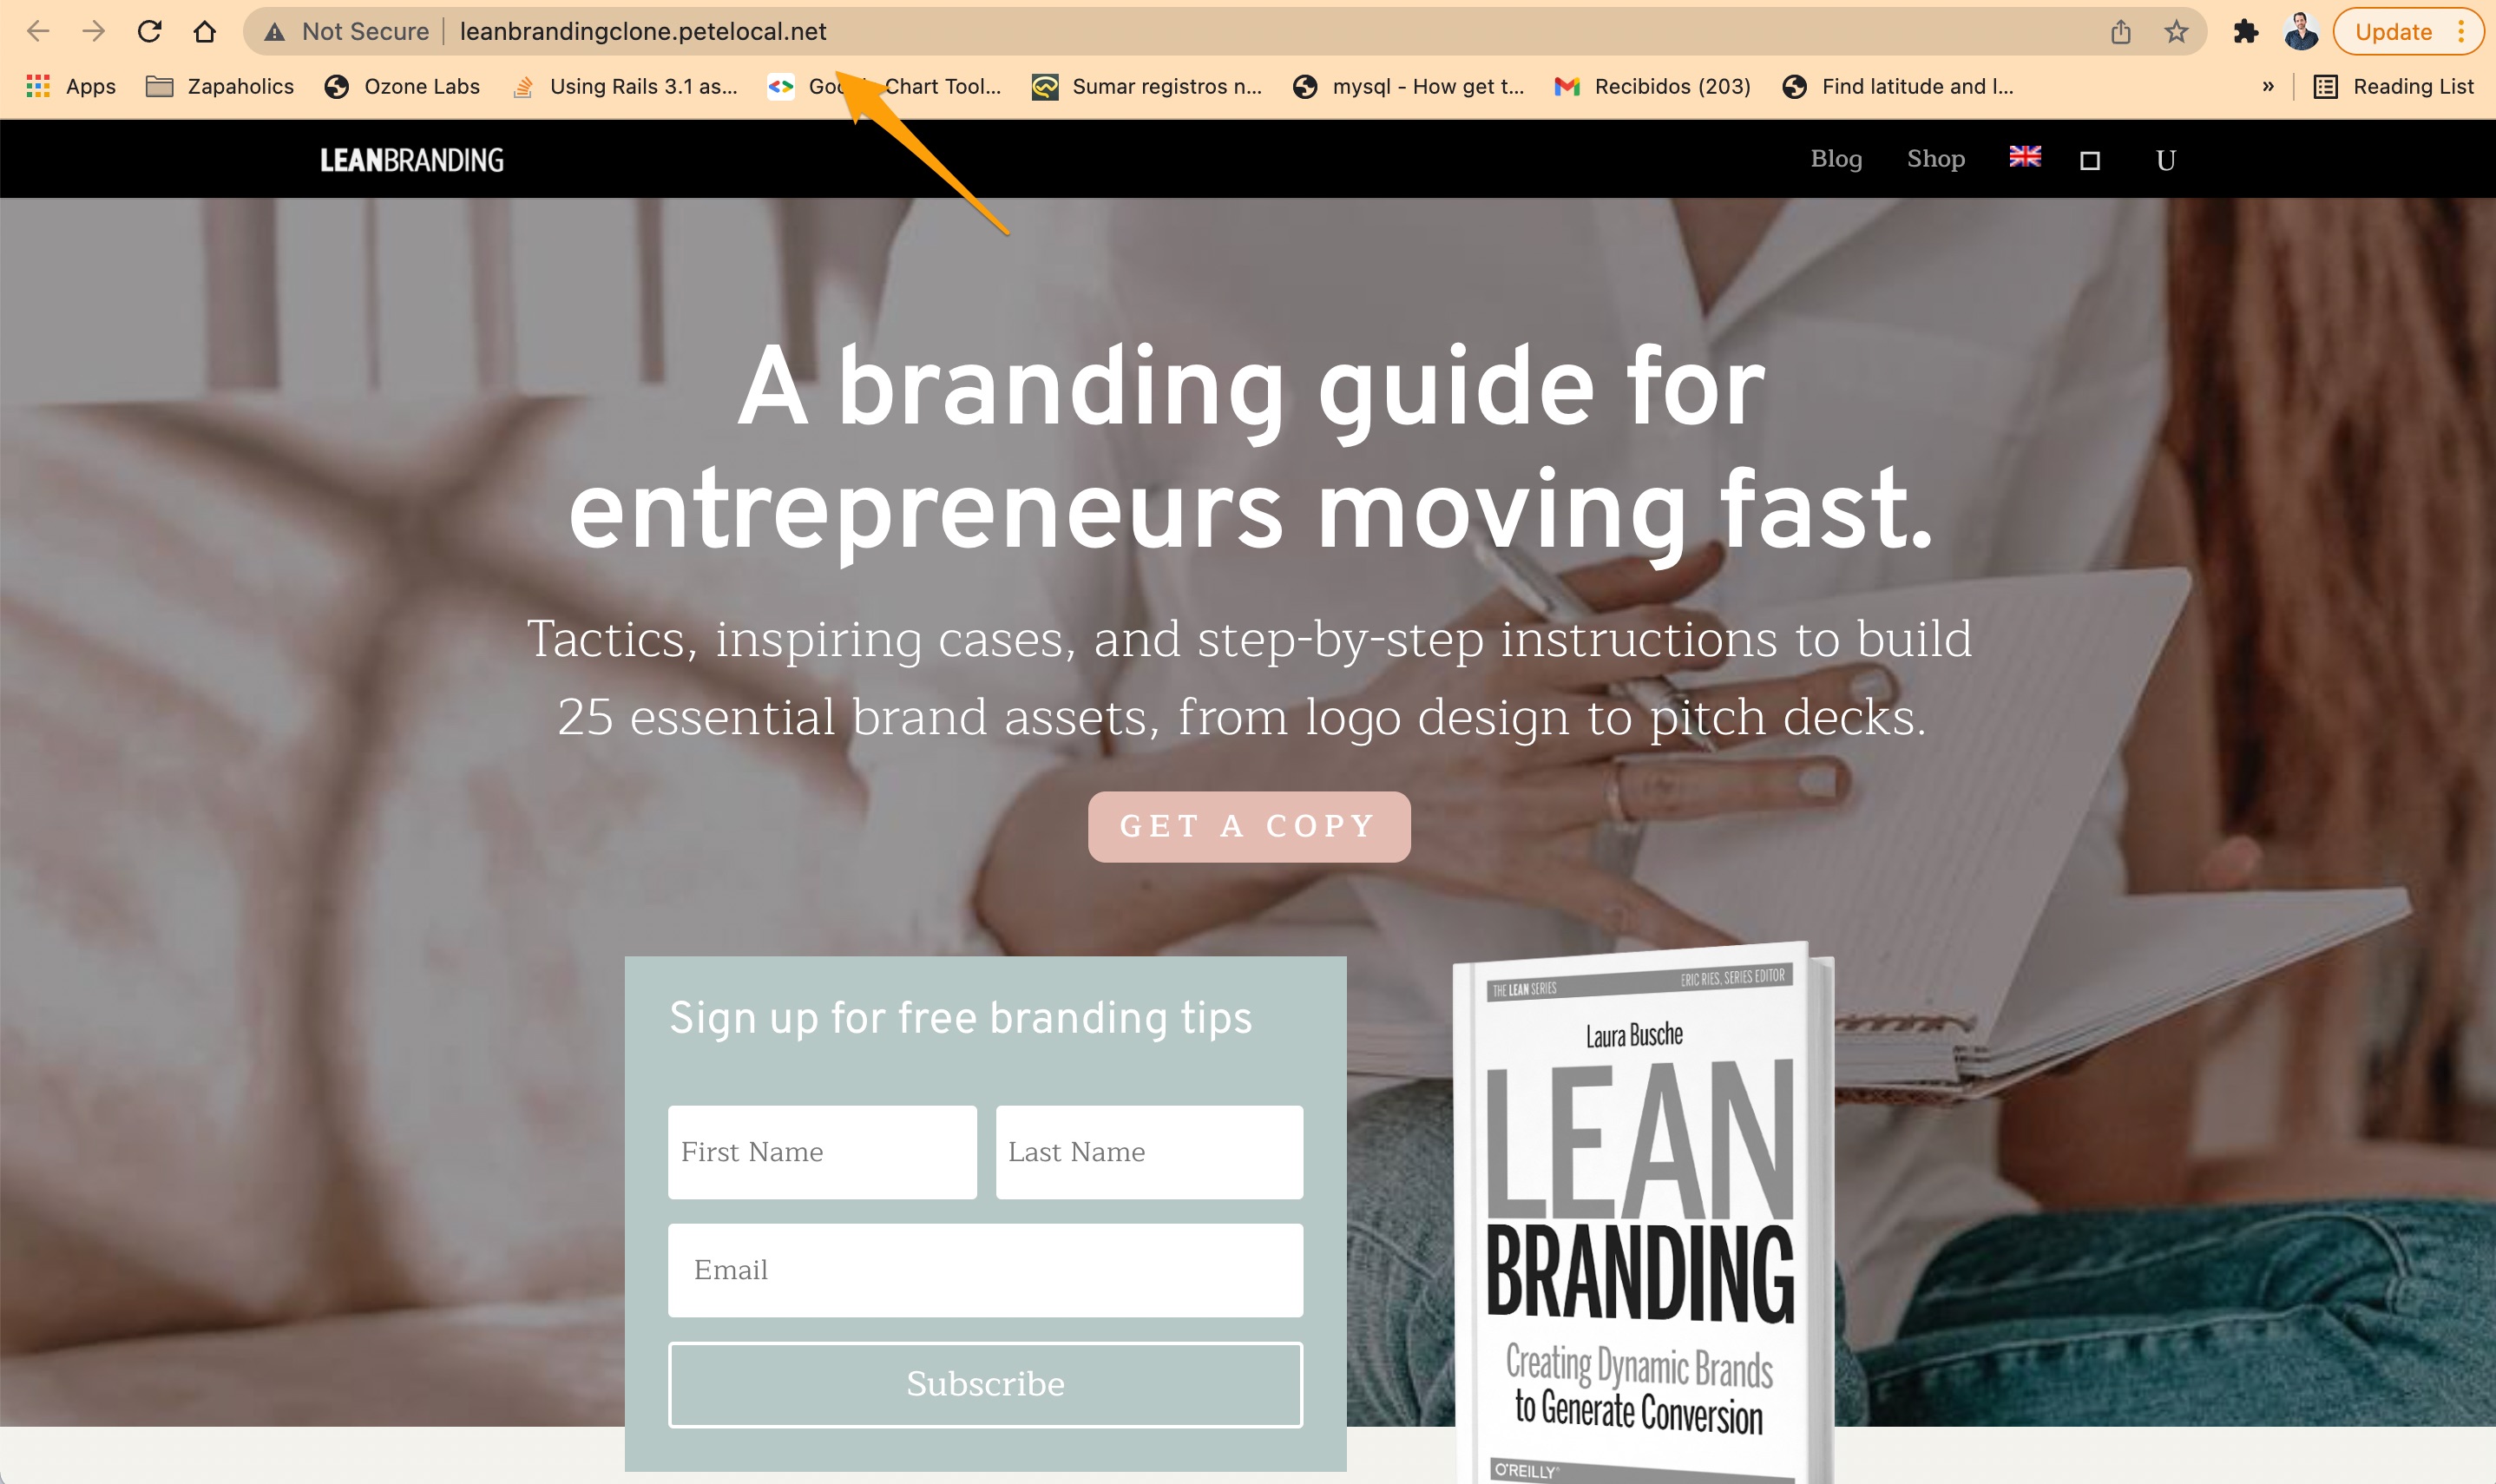 Not Secure leanbrandingclone.petelocal.net Update
Apps Zapaholics Ozone Labs Using Rails 3.1 as... Chart Tool... Sumar registros n... mysql - How get t... Recibidos (203) Find latitude and l... » Reading List
LEANBRANDING Blog Shop U
A branding guide for
entrepreneurs moving fast.
Tactics, inspiring cases, and step-by-step instructions to build
25 essential brand assets, from logo design to pitch decks.
GET A COPY
Sign up for free branding tips
First Name Last Name
Email
Subscribe
THE LEAN SERIES ERIC RIES, SERIES EDITOR
Laura Busche
LEAN
BRANDING
Creating Dynamic Brands
to Generate Conversion
O'REILLY®